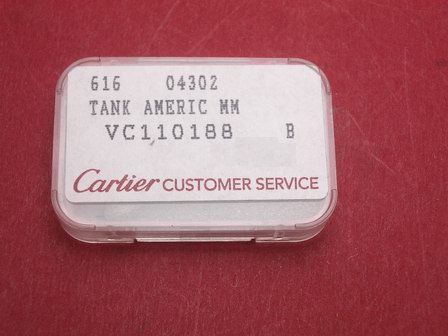 616 04302
TANK AMERIC MM
VC110188 B
Cartier CUSTOMER SERVICE